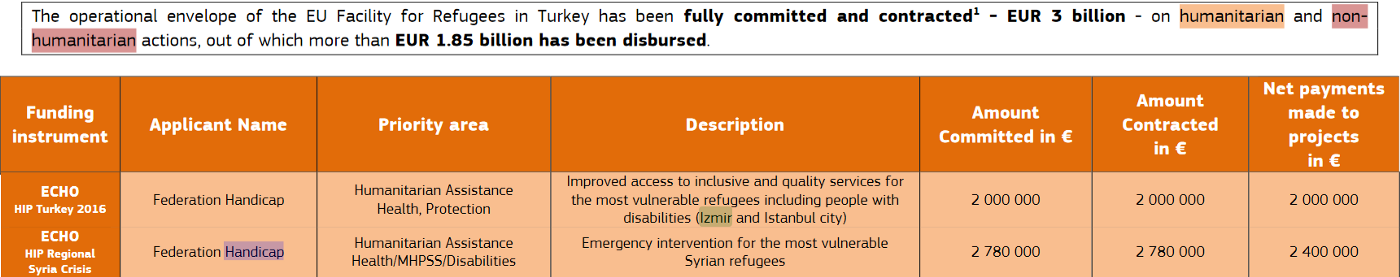 The operational envelope of the EU Facility for Refugees in Turkey has been fully committed and contracted¹ – EUR 3 billion - on humanitarian and non-
humanitarian actions, out of which more than EUR 1.85 billion has been disbursed.
Funding
instrument
Applicant Name
Priority area
Description
Amount
Committed in €
Amount
Contracted
in €
Net payments
made to
projects
in €
ECHO
HIP Turkey 2016
Federation Handicap
Humanitarian Assistance
Health, Protection
Improved access to inclusive and quality services for
the most vulnerable refugees including people with
disabilities (Izmir and Istanbul city)
2 000 000
2 000 000
2 000 000
ECHO
HIP Regional
Syria Crisis
Federation Handicap
Humanitarian Assistance
Health/MHPSS/Disabilities
Emergency intervention for the most vulnerable
Syrian refugees
2 780 000
2 780 000
2 400 000